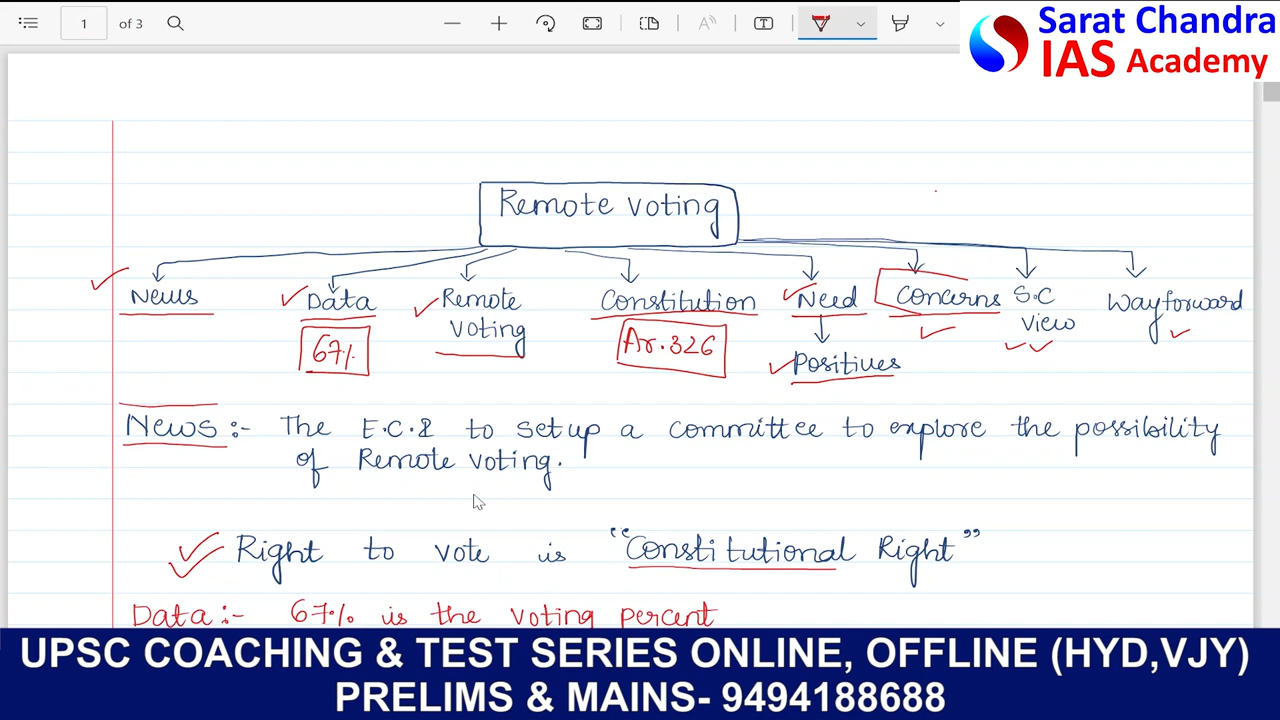 1 of 3
Sarat Chandra
IAS Academy
Remote Voting
News Data Remote Voting Constitution Need Concerns S.C View Way forward
67% Ar.326
Positives
News :- The E.C.I to setup a committee to explore the possibility
of Remote Voting.
Right to vote is "Constitutional Right"
Data :- 67% is the voting percent
UPSC COACHING & TEST SERIES ONLINE, OFFLINE (HYD,VJY)
PRELIMS & MAINS- 9494188688